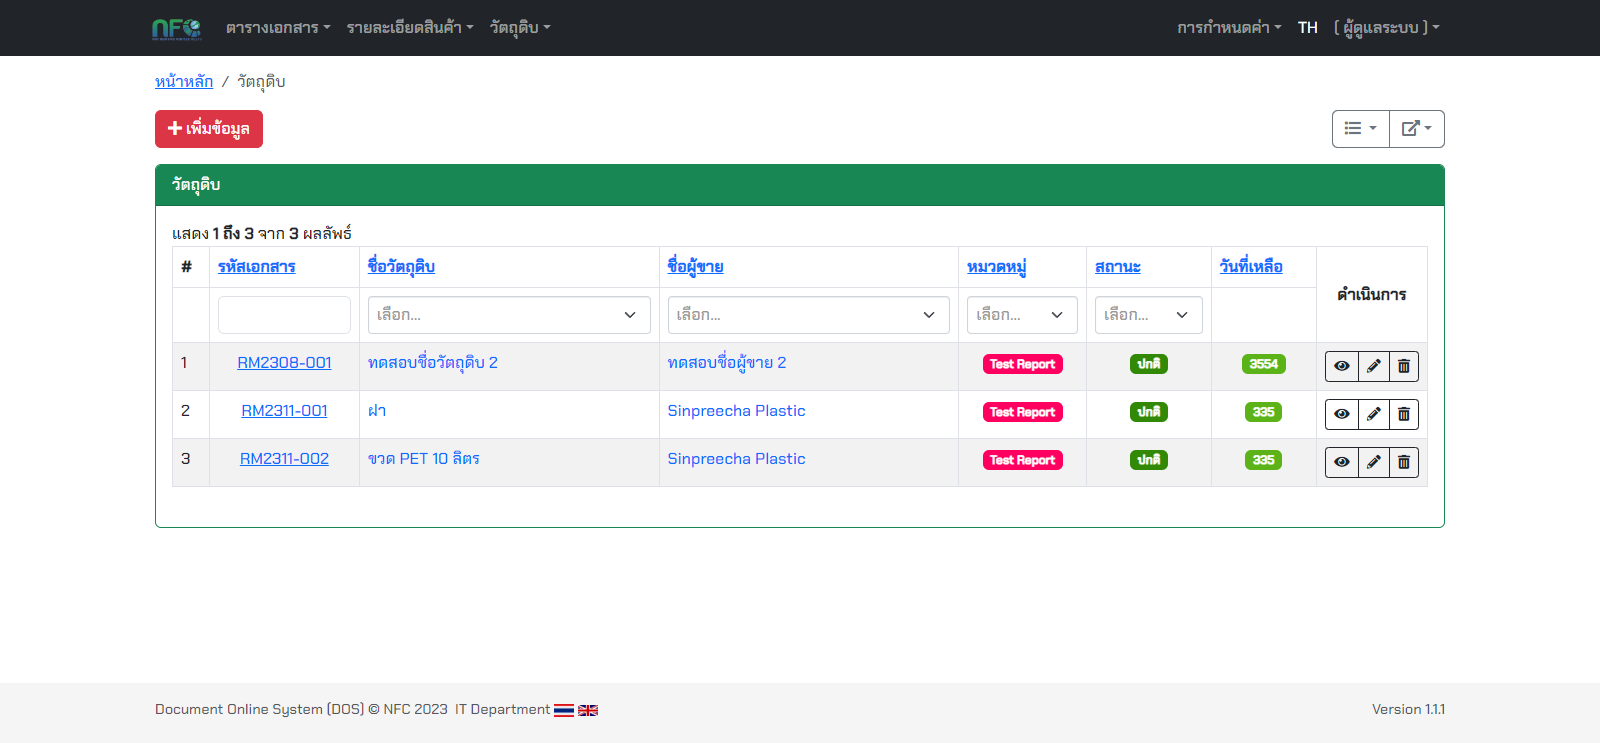 NFC ตารางเอกสาร รายละเอียดสินค้า วัตถุดิบ การกำหนดค่า TH ( ผู้ดูแลระบบ )
หน้าหลัก / วัตถุดิบ
เพิ่มข้อมูล
วัตถุดิบ
แสดง 1 ถึง 3 จาก 3 ผลลัพธ์
# รหัสเอกสาร ชื่อวัตถุดิบ ชื่อผู้ขาย หมวดหมู่ สถานะ วันที่เหลือ ดำเนินการ
เลือก... เลือก... เลือก... เลือก...
1 RM2308-001 ทดสอบชื่อวัตถุดิบ 2 ทดสอบชื่อผู้ขาย 2 Test Report ปกติ 3554
2 RM2311-001 ฝา Sinpreecha Plastic Test Report ปกติ 335
3 RM2311-002 ขวด PET 10 ลิตร Sinpreecha Plastic Test Report ปกติ 335
Document Online System (DOS) © NFC 2023 IT Department Version 1.1.1